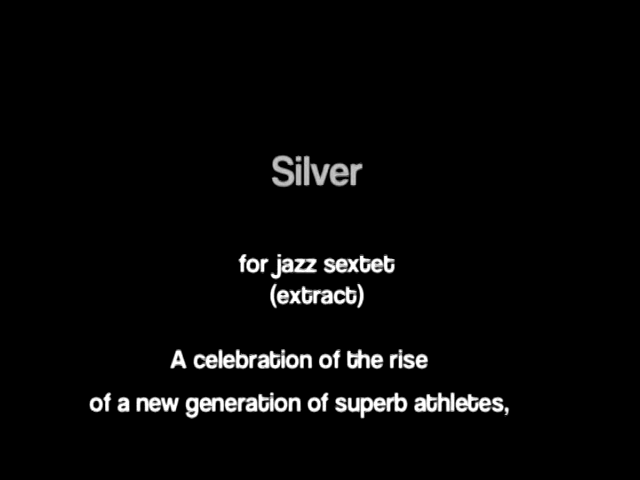 Silver
for jazz sextet
(extract)
A celebration of the rise
of a new generation of superb athletes,